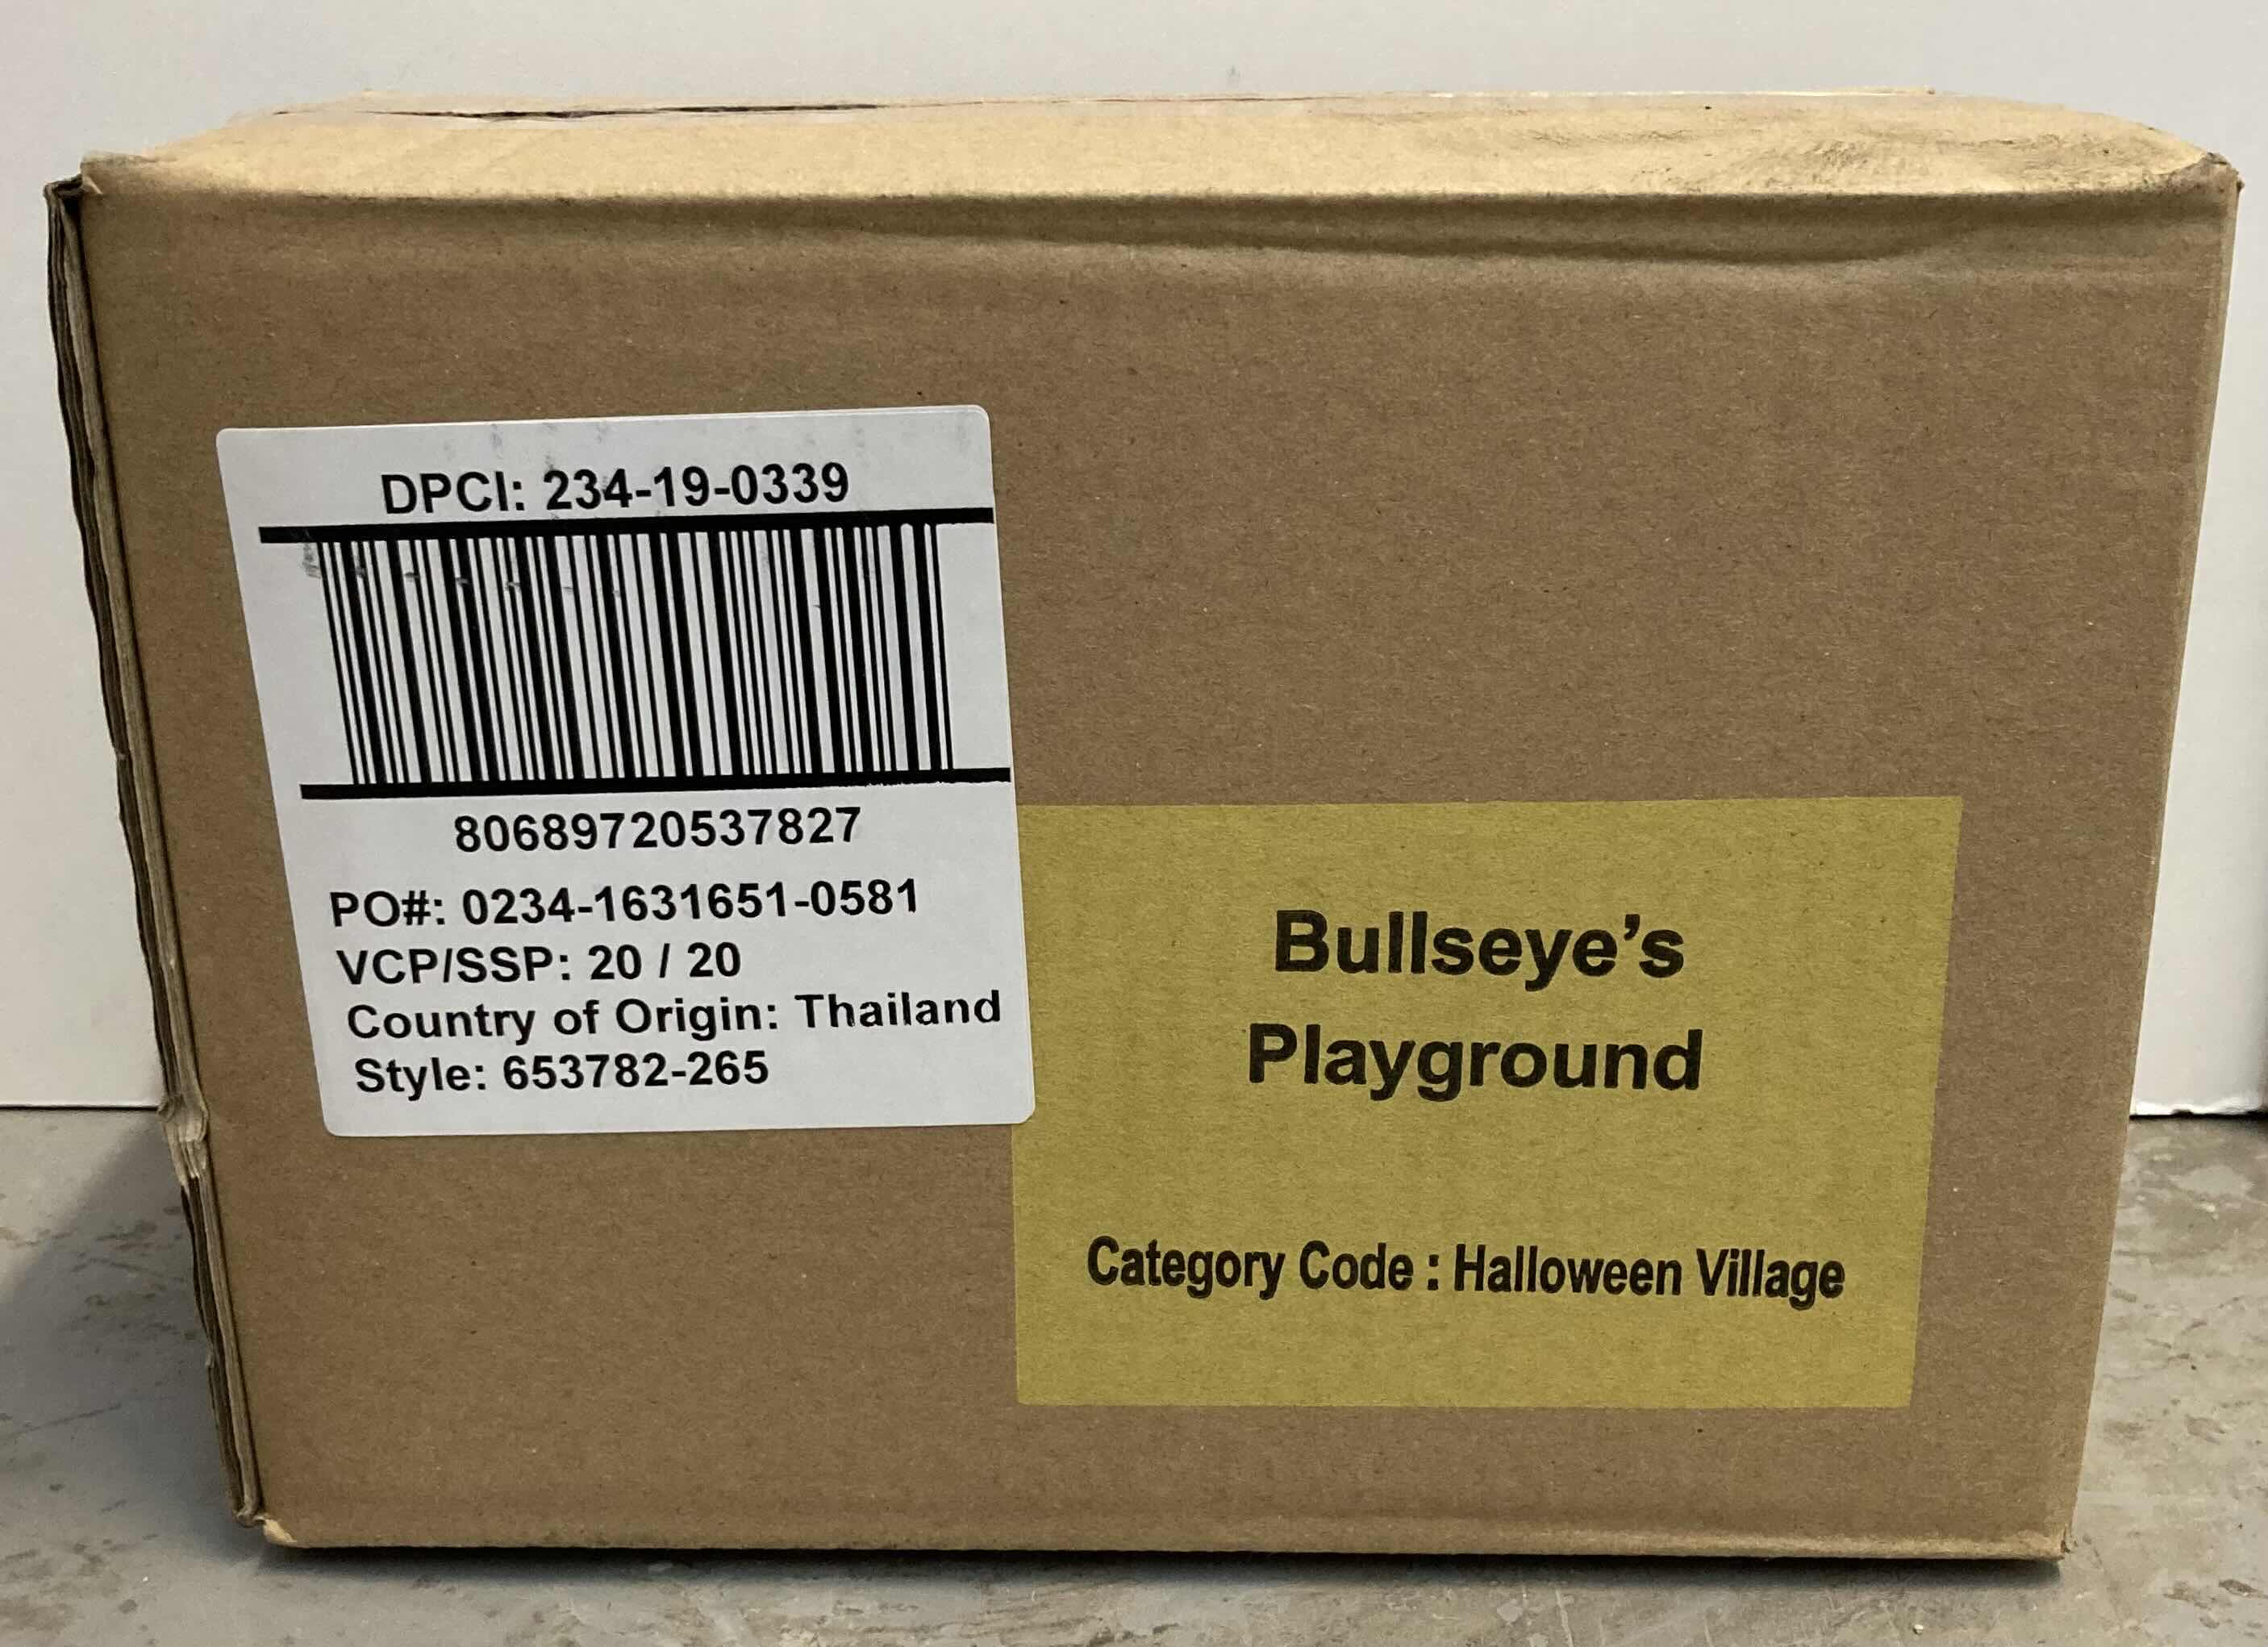 DPCI: 234-19-0339
80689720537827
PO#: 0234-1631651-0581
VCP/SSP: 20 / 20
Country of Origin: Thailand
Style: 653782-265
Bullseye’s
Playground
Category Code : Halloween Village